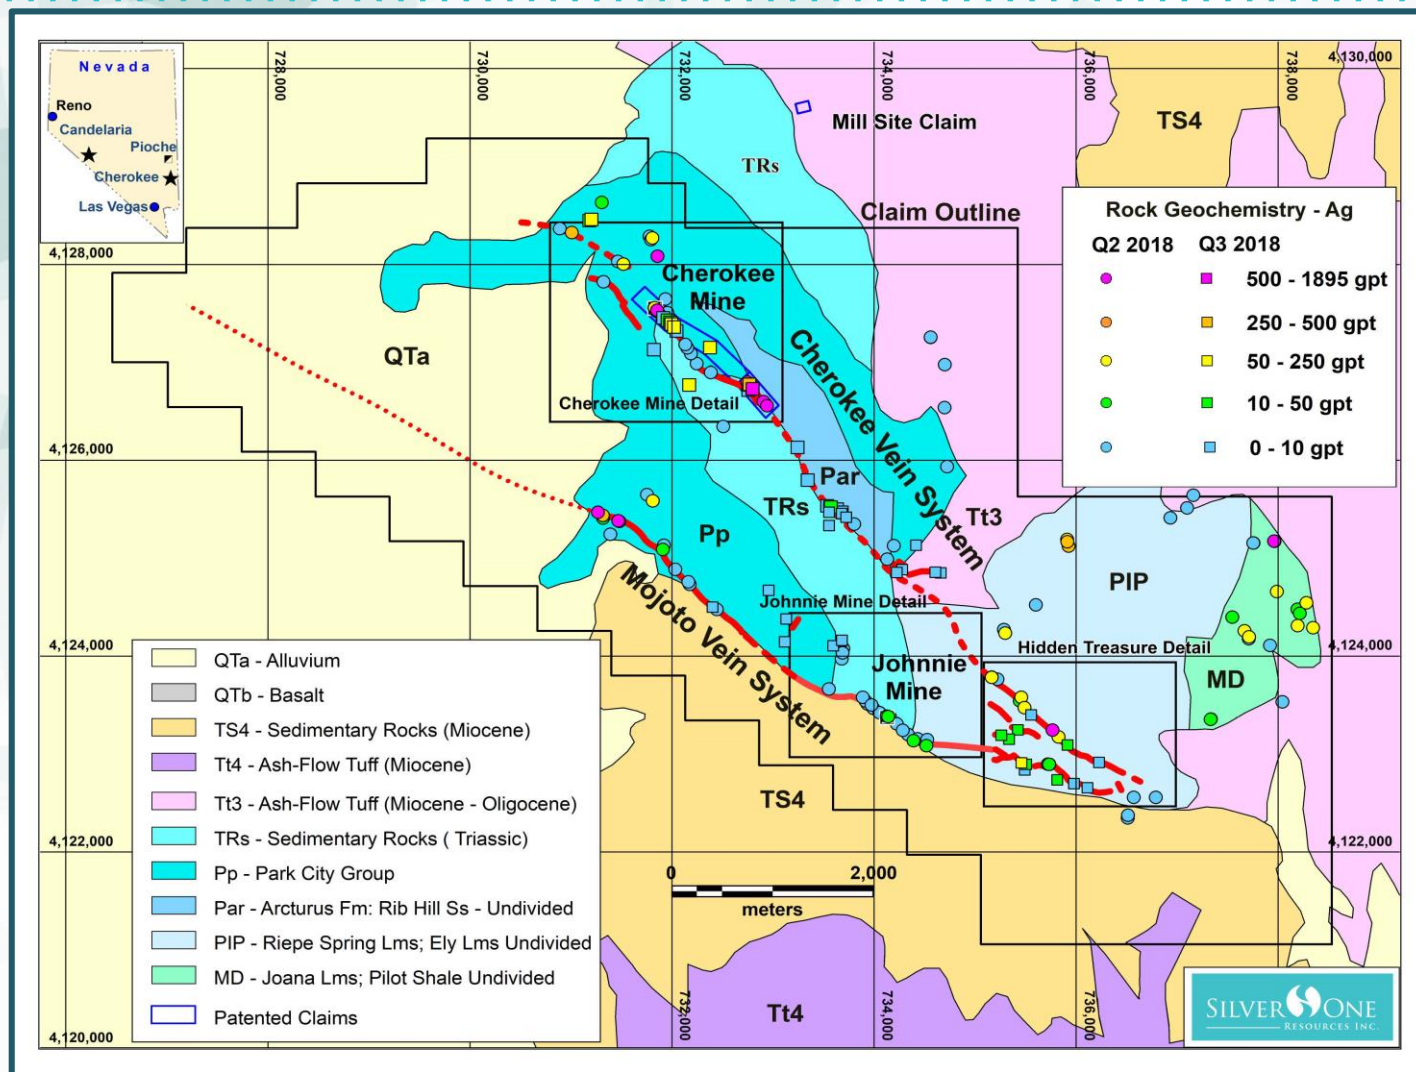 Nevada
Reno
Candelaria
Pioche
Cherokee
Las Vegas
728,000
730,000
732,000
734,000
736,000
738,000
4,130,000
TS4
Mill Site Claim
TRs
Claim Outline
Rock Geochemistry - Ag
Q2 2018 Q3 2018
500 - 1895 gpt
250 - 500 gpt
50 - 250 gpt
10 - 50 gpt
0 - 10 gpt
4,128,000
Cherokee
Mine
QTa
Cherokee Vein System
Cherokee Mine Detail
4,126,000
Par
TRs
Tt3
Pp
PIP
Mojoto Vein System
Johnnie Mine Detail
Hidden Treasure Detail
4,124,000
Johnnie
Mine
MD
TS4
4,122,000
4,122,000
0 2,000
meters
QTa - Alluvium
QTb - Basalt
TS4 - Sedimentary Rocks (Miocene)
Tt4 - Ash-Flow Tuff (Miocene)
Tt3 - Ash-Flow Tuff (Miocene - Oligocene)
TRs - Sedimentary Rocks ( Triassic)
Pp - Park City Group
Par - Arcturus Fm: Rib Hill Ss - Undivided
PIP - Riepe Spring Lms; Ely Lms Undivided
MD - Joana Lms; Pilot Shale Undivided
Patented Claims
732,000
734,000
736,000
Tt4
4,120,000
SILVER ONE
RESOURCES INC.